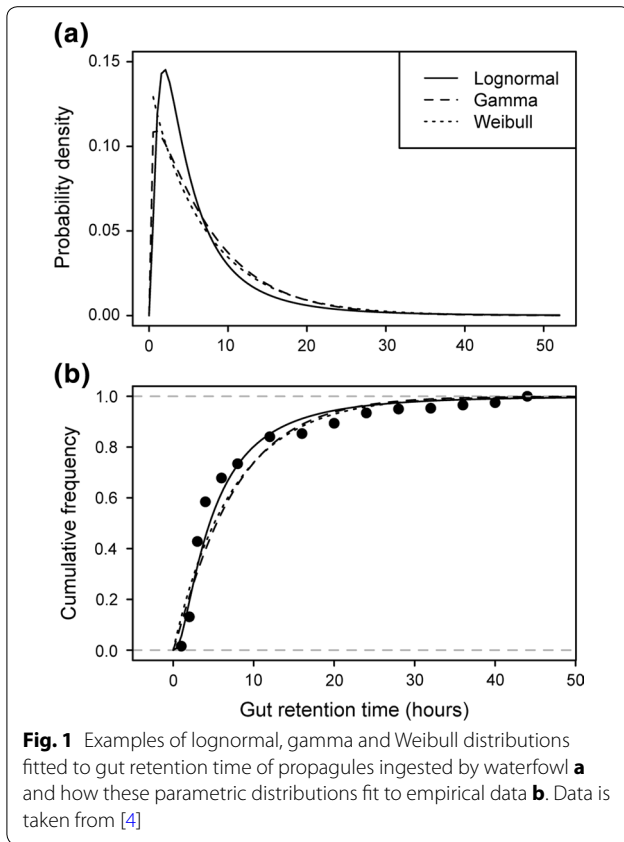 (a)
0.15
0.10
0.05
0.00
Probability density
Lognormal
Gamma
Weibull
0 10 20 30 40 50
(b)
1.0
0.8
0.6
0.4
0.2
0.0
Cumulative frequency
0 10 20 30 40 50
Gut retention time (hours)
Fig. 1 Examples of lognormal, gamma and Weibull distributions
fitted to gut retention time of propagules ingested by waterfowl a
and how these parametric distributions fit to empirical data b. Data is
taken from [4]